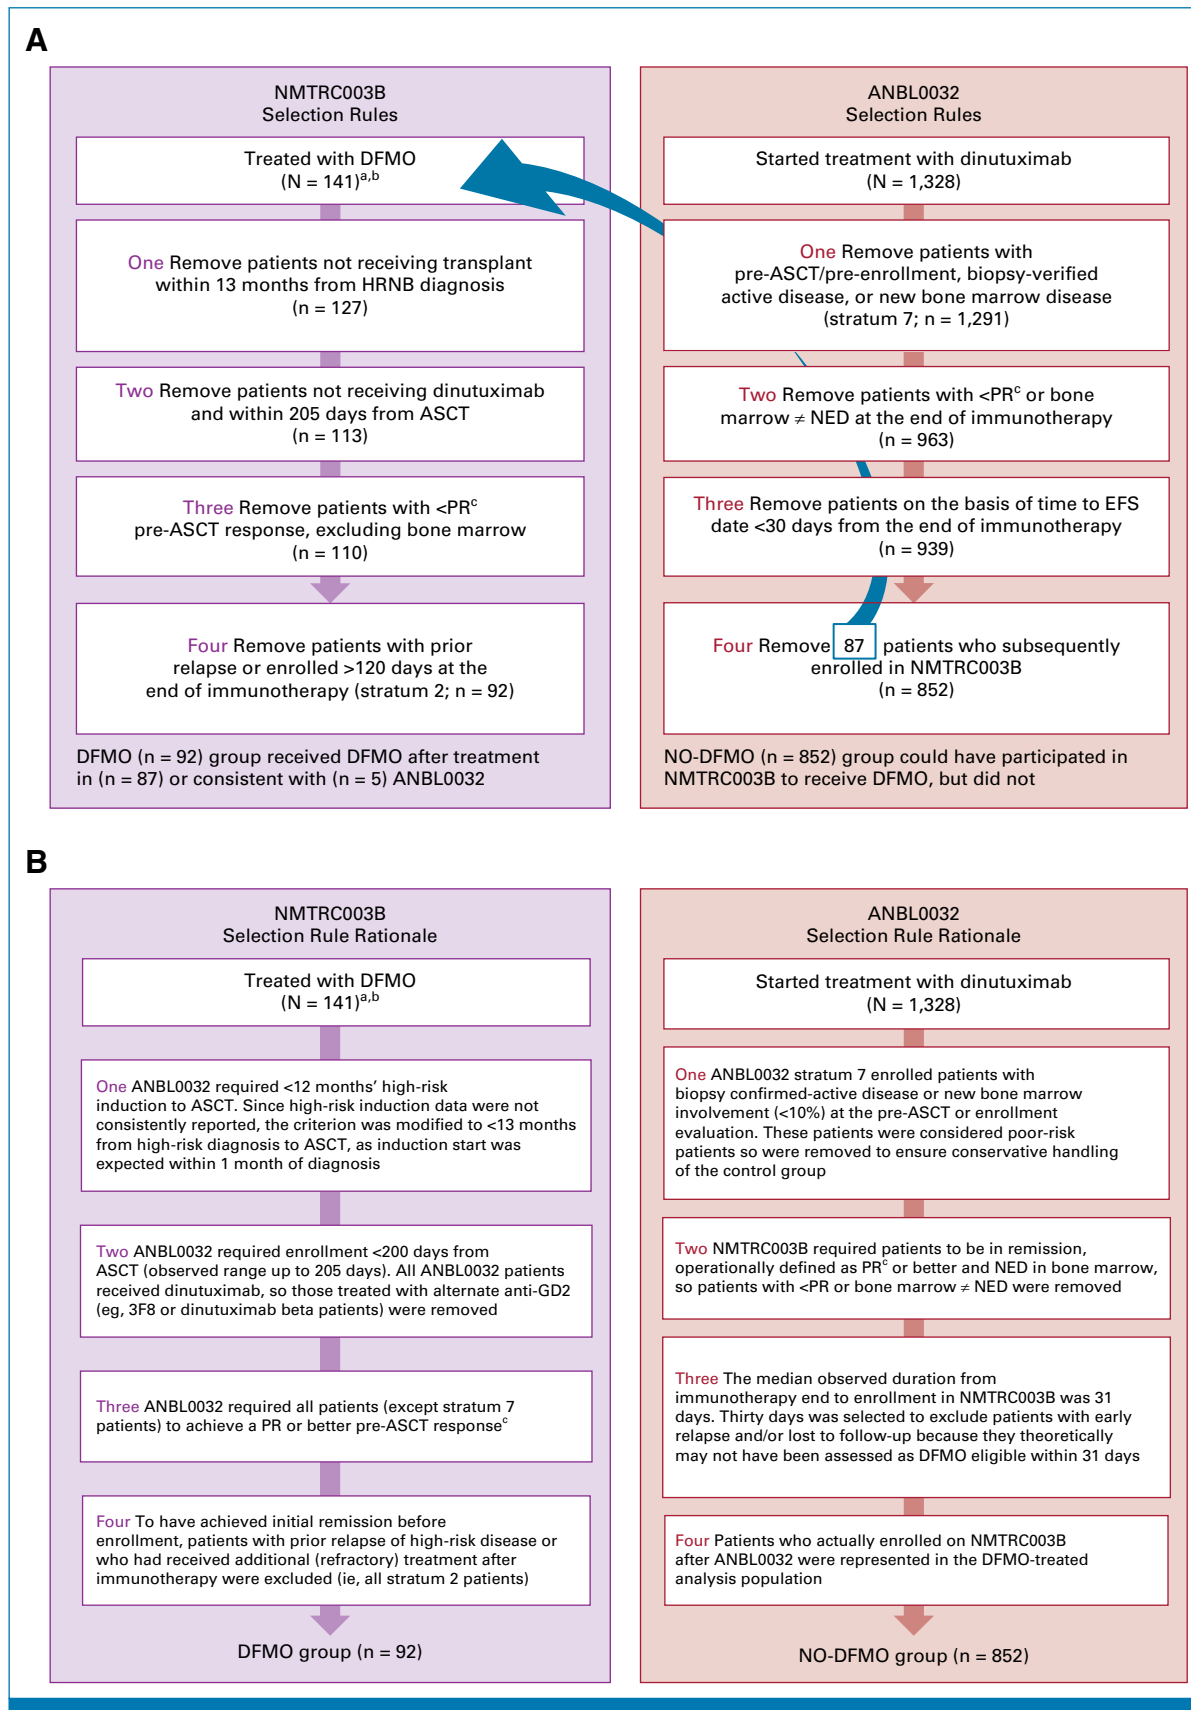 A
NMTRC003B
Selection Rules
Treated with DFMO
(N = 141)a,b
One Remove patients not receiving transplant
within 13 months from HRNB diagnosis
(n = 127)
Two Remove patients not receiving dinutuximab
and within 205 days from ASCT
(n = 113)
Three Remove patients with <PRc
pre-ASCT response, excluding bone marrow
(n = 110)
Four Remove patients with prior
relapse or enrolled >120 days at the
end of immunotherapy (stratum 2; n = 92)
DFMO (n = 92) group received DFMO after treatment
in (n = 87) or consistent with (n = 5) ANBL0032
ANBL0032
Selection Rules
Started treatment with dinutuximab
(N = 1,328)
One Remove patients with
pre-ASCT/pre-enrollment, biopsy-verified
active disease, or new bone marrow disease
(stratum 7; n = 1,291)
Two Remove patients with <PRc or bone
marrow ≠ NED at the end of immunotherapy
(n = 963)
Three Remove patients on the basis of time to EFS
date <30 days from the end of immunotherapy
(n = 939)
Four Remove 87 patients who subsequently
enrolled in NMTRC003B
(n = 852)
NO-DFMO (n = 852) group could have participated in
NMTRC003B to receive DFMO, but did not
B
NMTRC003B
Selection Rule Rationale
Treated with DFMO
(N = 141)a,b
One ANBL0032 required <12 months' high-risk
induction to ASCT. Since high-risk induction data were not
consistently reported, the criterion was modified to <13 months
from high-risk diagnosis to ASCT, as induction start was
expected within 1 month of diagnosis
Two ANBL0032 required enrollment <200 days from
ASCT (observed range up to 205 days). All ANBL0032 patients
received dinutuximab, so those treated with alternate anti-GD2
(eg, 3F8 or dinutuximab beta patients) were removed
Three ANBL0032 required all patients (except stratum 7
patients) to achieve a PR or better pre-ASCT responsec
Four To have achieved initial remission before
enrollment, patients with prior relapse of high-risk disease or
who had received additional (refractory) treatment after
immunotherapy were excluded (ie, all stratum 2 patients)
DFMO group (n = 92)
ANBL0032
Selection Rule Rationale
Started treatment with dinutuximab
(N = 1,328)
One ANBL0032 stratum 7 enrolled patients with
biopsy confirmed-active disease or new bone marrow
involvement (<10%) at the pre-ASCT or enrollment
evaluation. These patients were considered poor-risk
patients so were removed to ensure conservative handling
of the control group
Two NMTRC003B required patients to be in remission,
operationally defined as PRc or better and NED in bone marrow,
so patients with <PR or bone marrow ≠ NED were removed
Three The median observed duration from
immunotherapy end to enrollment in NMTRC003B was 31
days. Thirty days was selected to exclude patients with early
relapse and/or lost to follow-up because they theoretically
may not have been assessed as DFMO eligible within 31 days
Four Patients who actually enrolled on NMTRC003B
after ANBL0032 were represented in the DFMO-treated
analysis population
NO-DFMO group (n = 852)